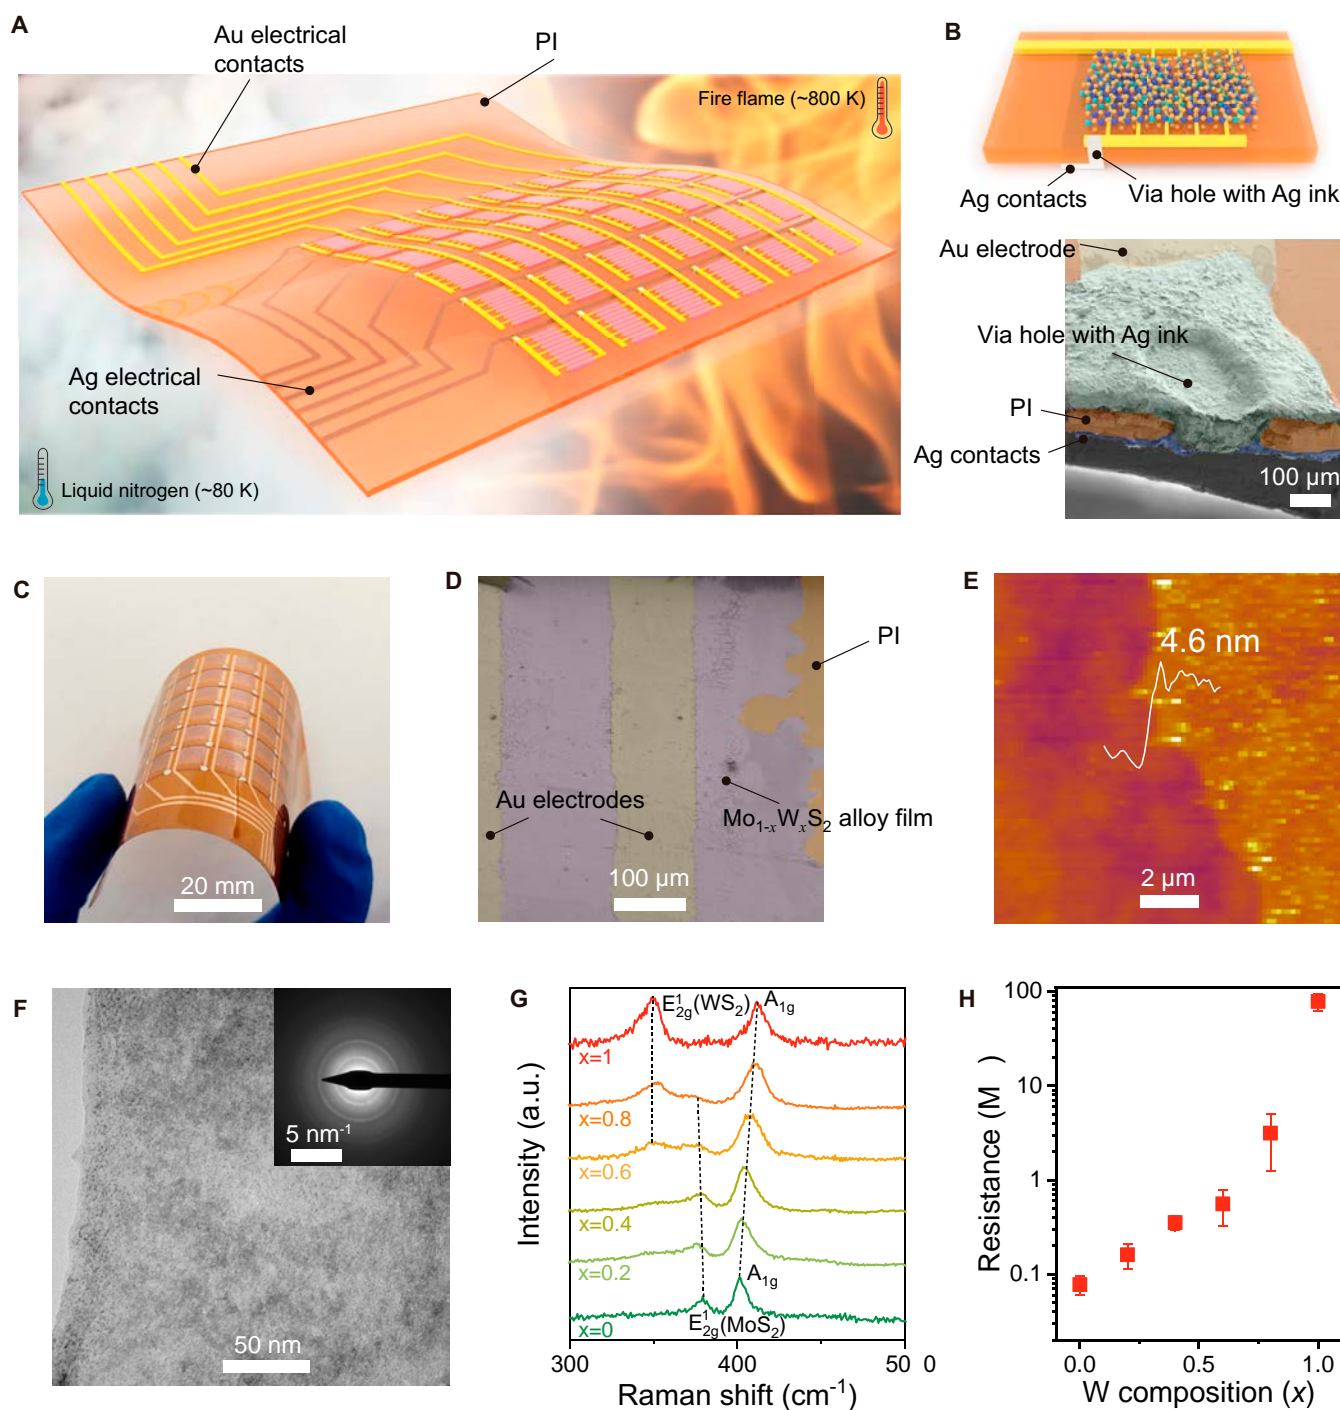 A
Au electrical
contacts
PI
Fire flame (~800 K)
Ag electrical
contacts
Liquid nitrogen (~80 K)
B
Ag contacts
Via hole with Ag ink
Au electrode
Via hole with Ag ink
PI
Ag contacts
100 µm
C
20 mm
D
PI
Au electrodes
Mo₁₋ₓWₓS₂ alloy film
100 µm
E
4.6 nm
2 µm
F
5 nm⁻¹
50 nm
G
E¹₂g(WS₂)
A₁g
x=1
x=0.8
x=0.6
x=0.4
x=0.2
A₁g
x=0
E¹₂g(MoS₂)
Intensity (a.u.)
300
400
50 0
Raman shift (cm⁻¹)
H
100
10
1
0.1
Resistance (M )
0.0
0.5
1.0
W composition (x)